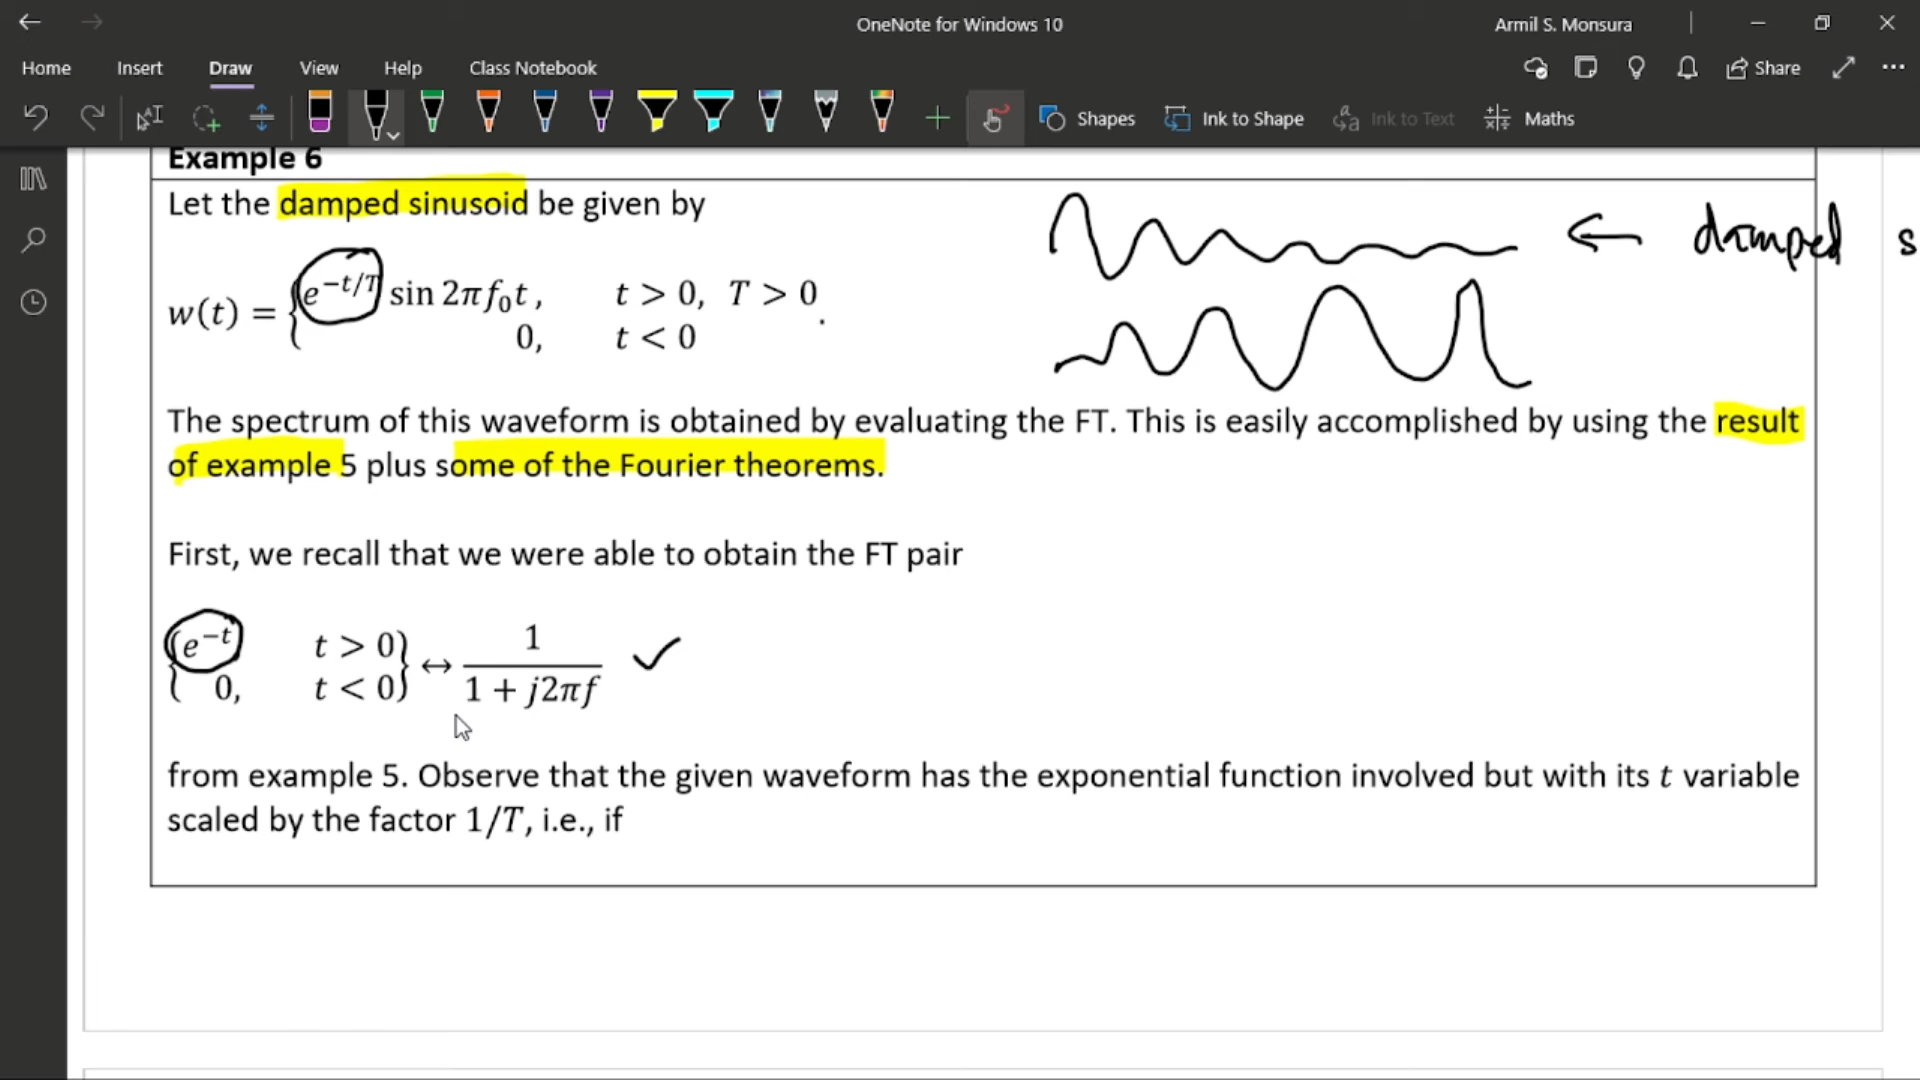 OneNote for Windows 10
Armil S. Monsura
Home Insert Draw View Help Class Notebook
Share
Shapes Ink to Shape Ink to Text Maths
Example 6
Let the damped sinusoid be given by
w(t) = { e^{-t/T} sin 2πf₀t, t > 0, T > 0
0, t < 0 .
← damped s
The spectrum of this waveform is obtained by evaluating the FT. This is easily accomplished by using the result
of example 5 plus some of the Fourier theorems.
First, we recall that we were able to obtain the FT pair
{ e^{-t} t > 0
0, t < 0 } ↔ 1 / (1 + j2πf) ✓
from example 5. Observe that the given waveform has the exponential function involved but with its t variable
scaled by the factor 1/T, i.e., if